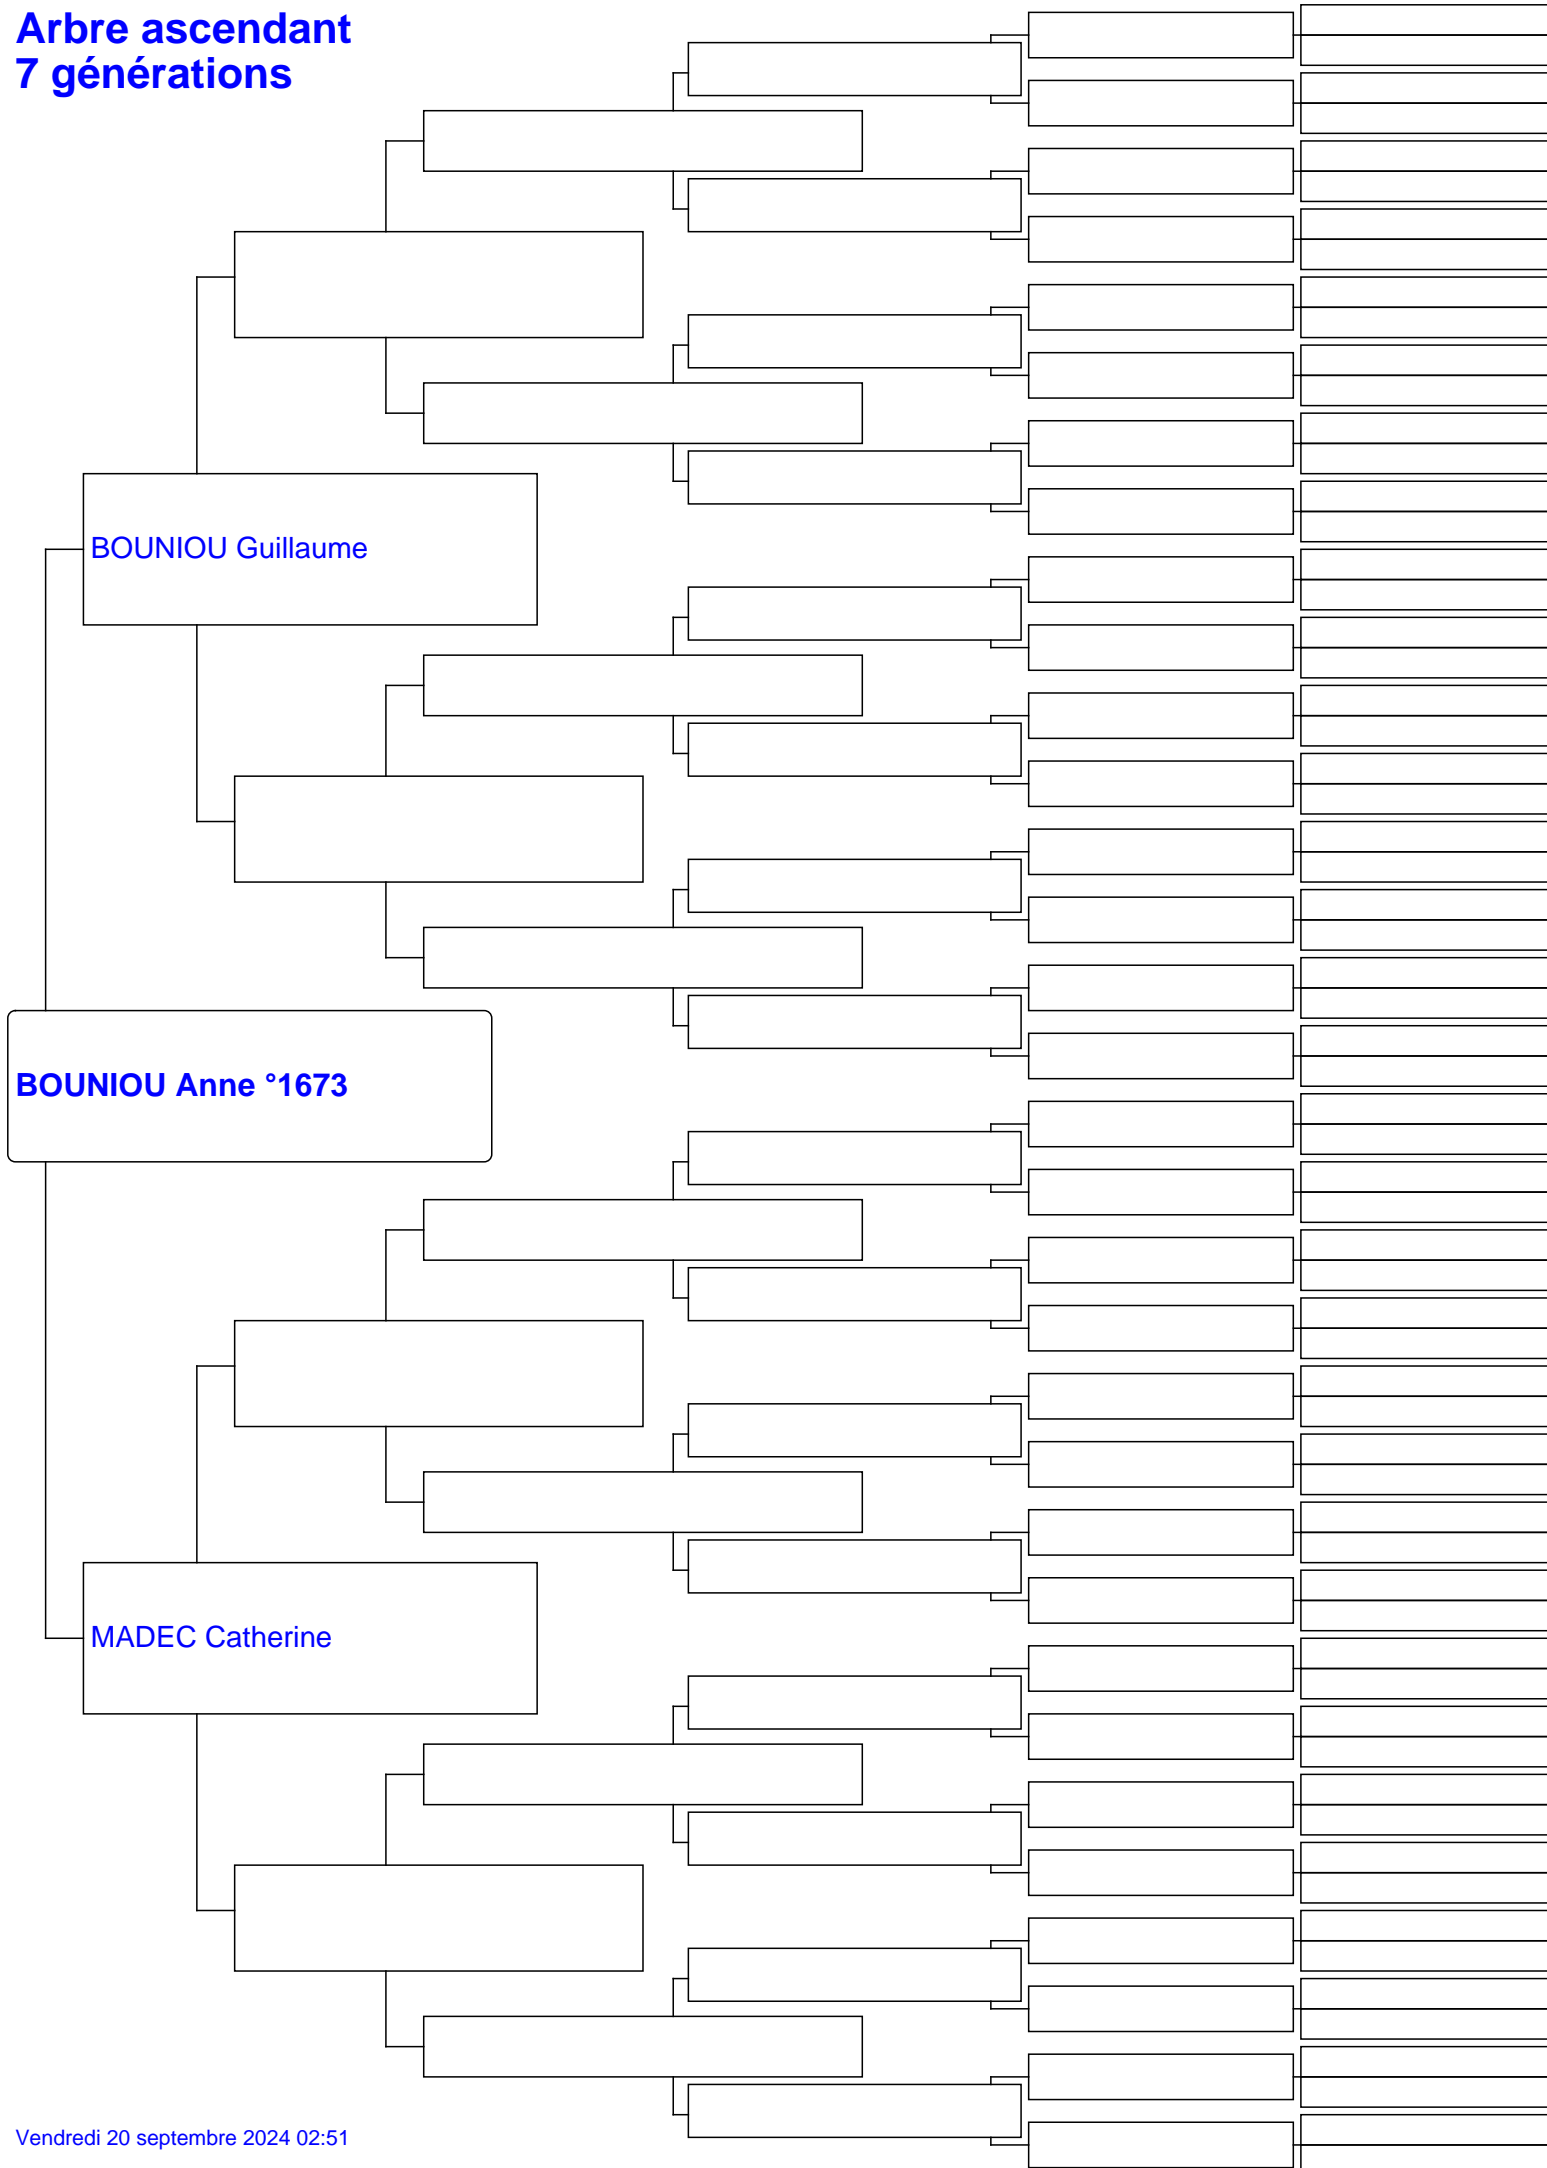 Arbre ascendant
7 générations
BOUNIOU Guillaume
BOUNIOU Anne °1673
MADEC Catherine
Vendredi 20 septembre 2024 02:51